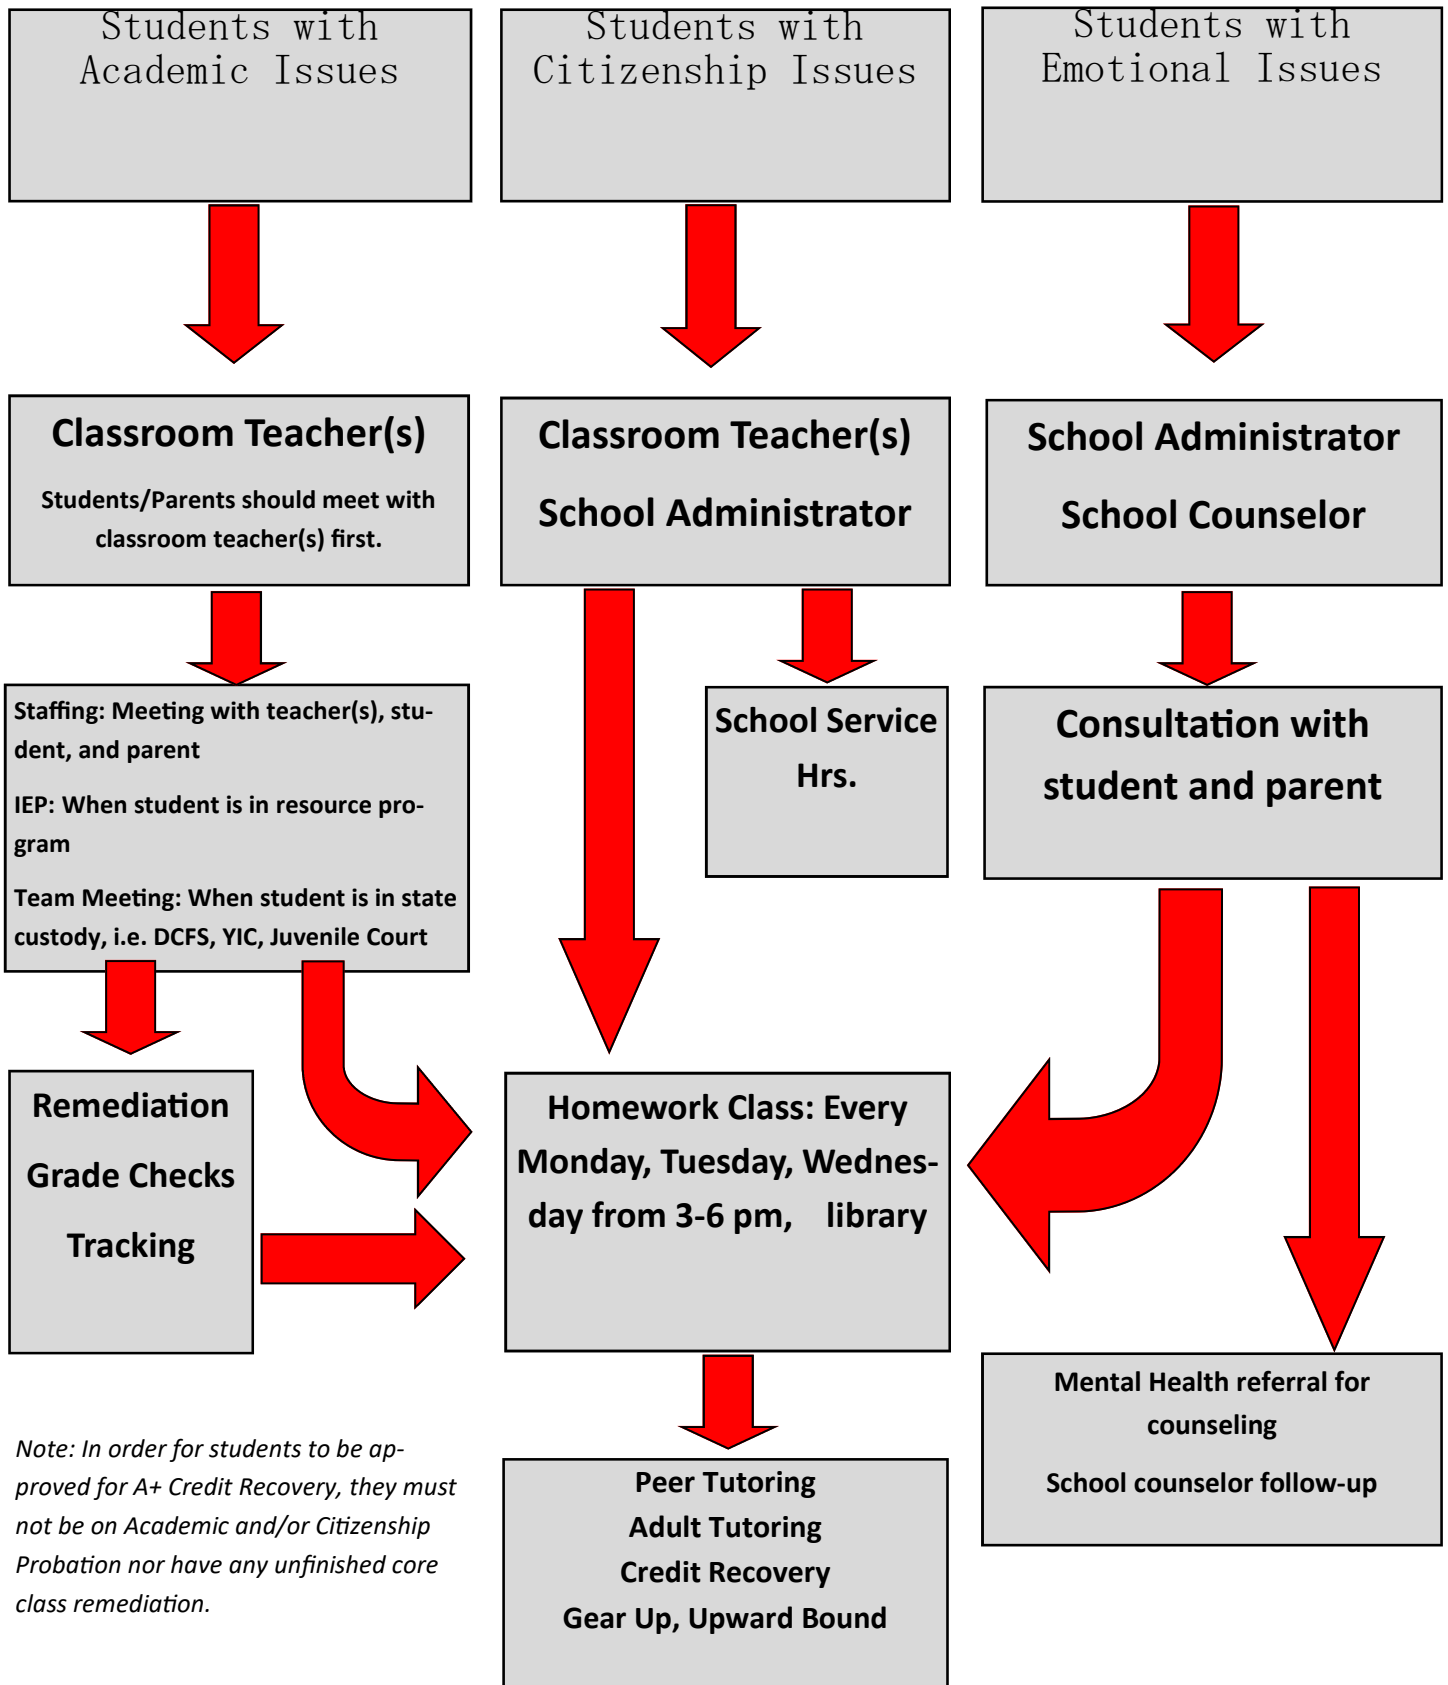 Students with
Academic Issues
Students with
Citizenship Issues
Students with
Emotional Issues
Classroom Teacher(s)
Students/Parents should meet with
classroom teacher(s) first.
Classroom Teacher(s)
School Administrator
School Administrator
School Counselor
Staffing: Meeting with teacher(s), stu-
dent, and parent
IEP: When student is in resource pro-
gram
Team Meeting: When student is in state
custody, i.e. DCFS, YIC, Juvenile Court
School Service
Hrs.
Consultation with
student and parent
Remediation
Grade Checks
Tracking
Homework Class: Every
Monday, Tuesday, Wednes-
day from 3-6 pm, library
Mental Health referral for
counseling
School counselor follow-up
Note: In order for students to be ap-
proved for A+ Credit Recovery, they must
not be on Academic and/or Citizenship
Probation nor have any unfinished core
class remediation.
Peer Tutoring
Adult Tutoring
Credit Recovery
Gear Up, Upward Bound